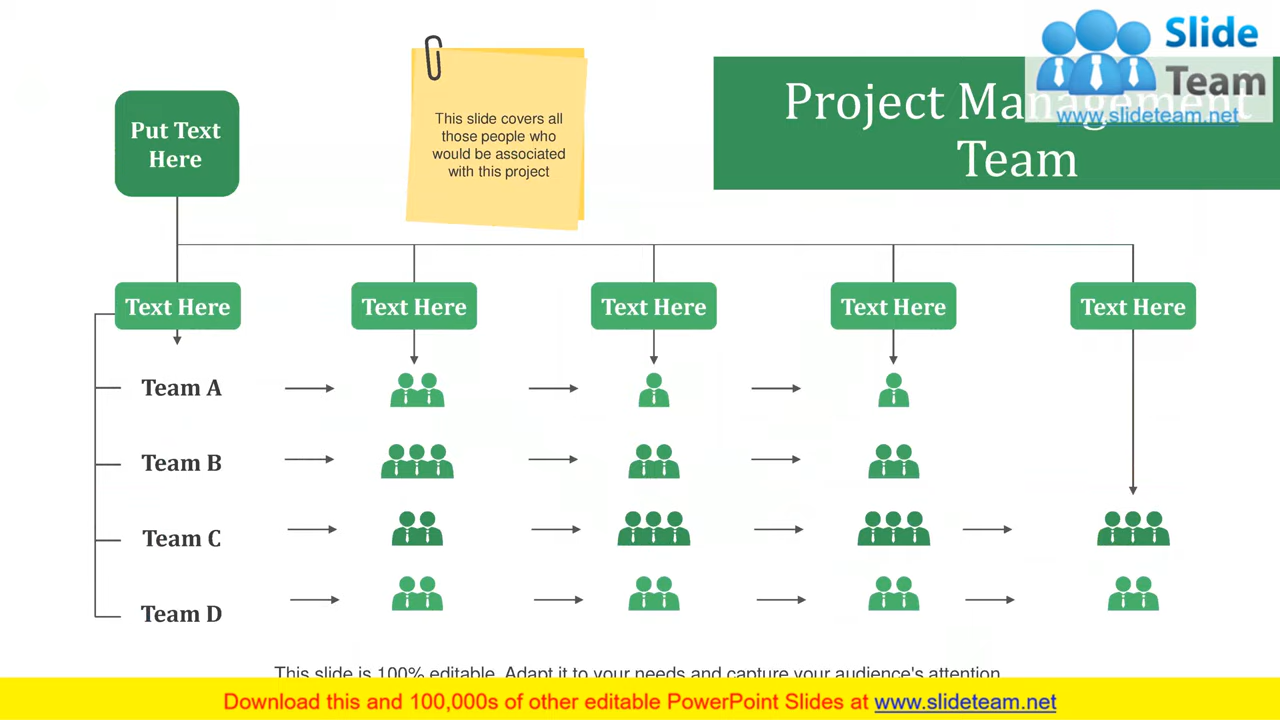 Slide
Team
www.slideteam.net
Project Management
Team
This slide covers all
those people who
would be associated
with this project
Put Text
Here
Text Here
Text Here
Text Here
Text Here
Text Here
Team A
Team B
Team C
Team D
This slide is 100% editable. Adapt it to your needs and capture your audience's attention.
Download this and 100,000s of other editable PowerPoint Slides at www.slideteam.net